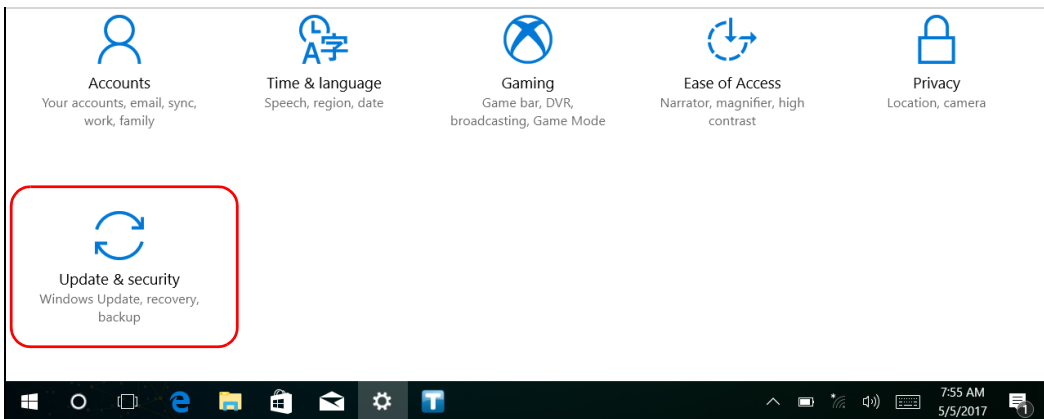 Accounts
Your accounts, email, sync,
work, family
Time & language
Speech, region, date
Gaming
Game bar, DVR,
broadcasting, Game Mode
Ease of Access
Narrator, magnifier, high
contrast
Privacy
Location, camera
Update & security
Windows Update, recovery,
backup
7:55 AM
5/5/2017
1